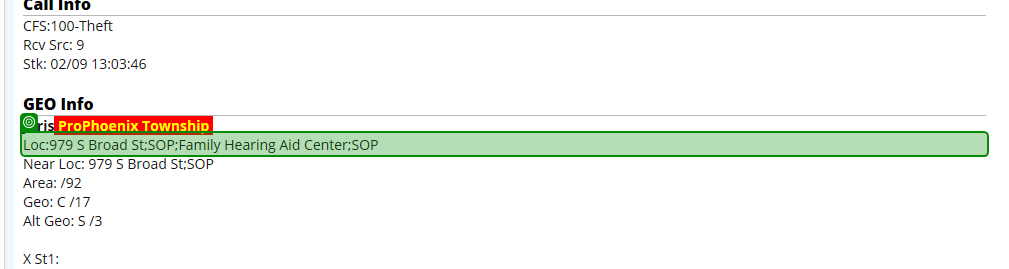 Call Info
CFS:100-Theft
Rcv Src: 9
Stk: 02/09 13:03:46
GEO Info
ris ProPhoenix Township
Loc:979 S Broad St;SOP;Family Hearing Aid Center;SOP
Near Loc: 979 S Broad St;SOP
Area: /92
Geo: C /17
Alt Geo: S /3
X St1: